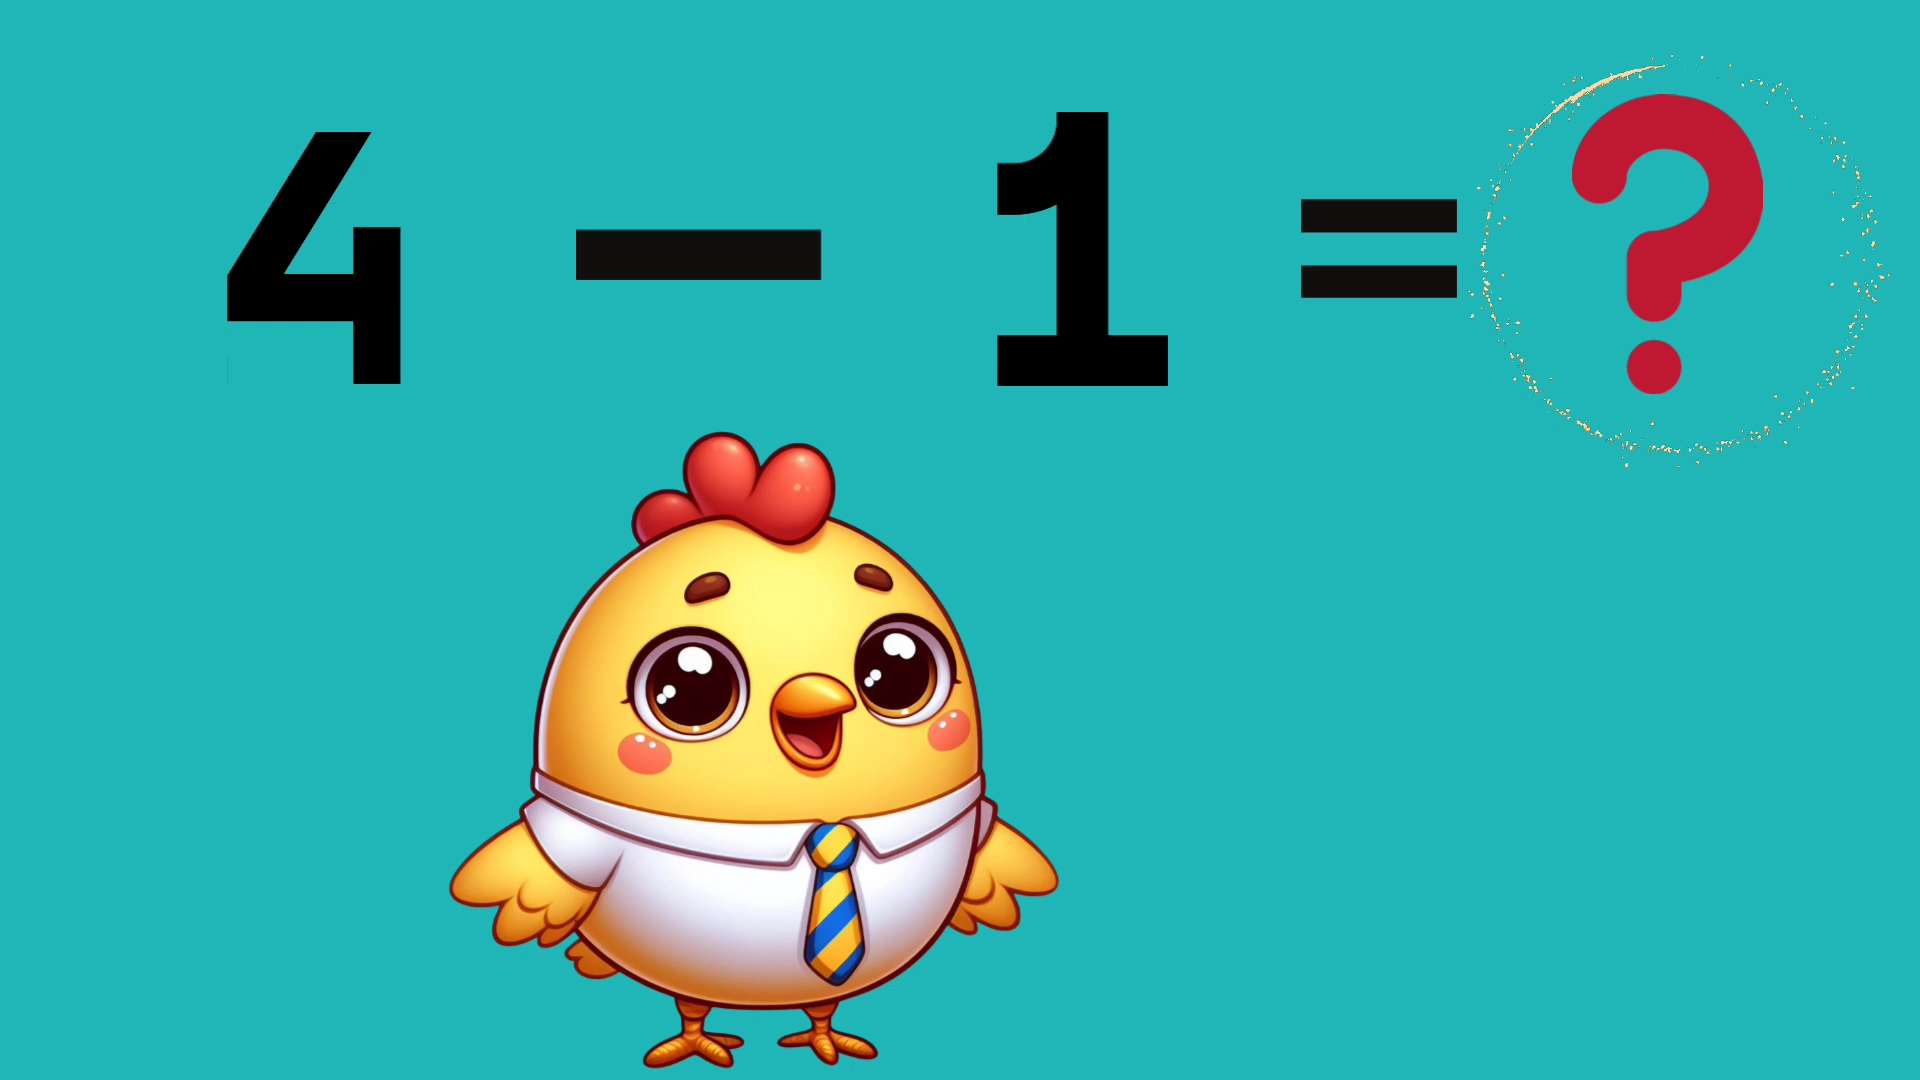 4 — 1 = ?